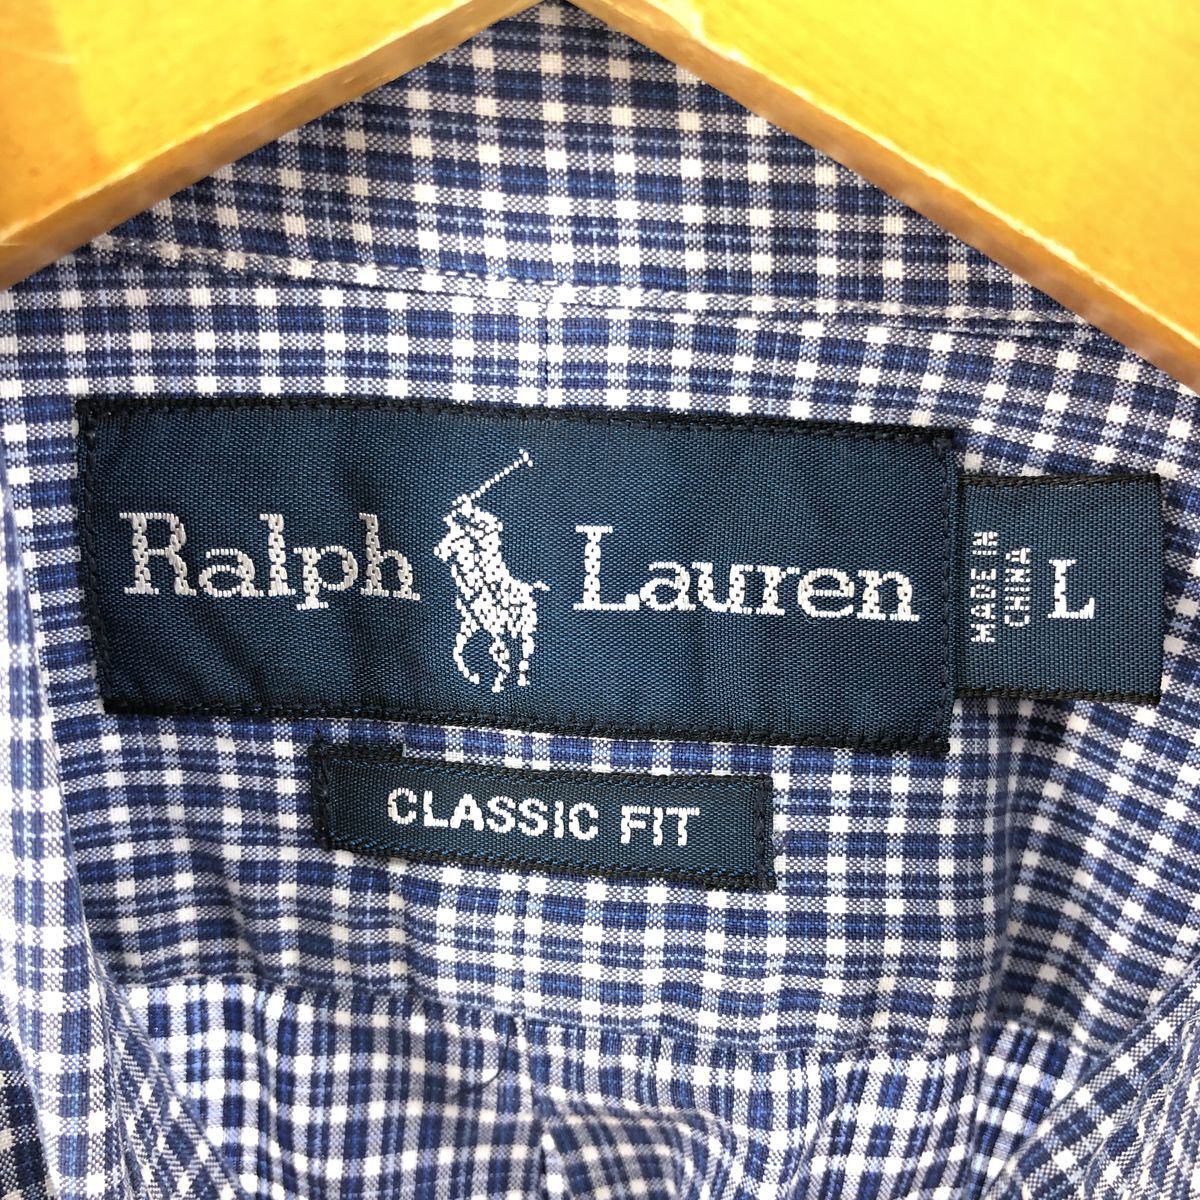 Ralph Lauren
MADE IN
CHINA
L
CLASSIC FIT